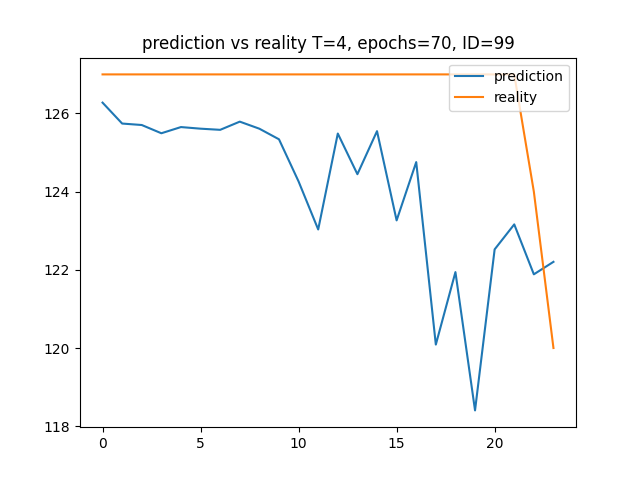 prediction vs reality T=4, epochs=70, ID=99
prediction
reality
126
124
122
120
118
0 5 10 15 20